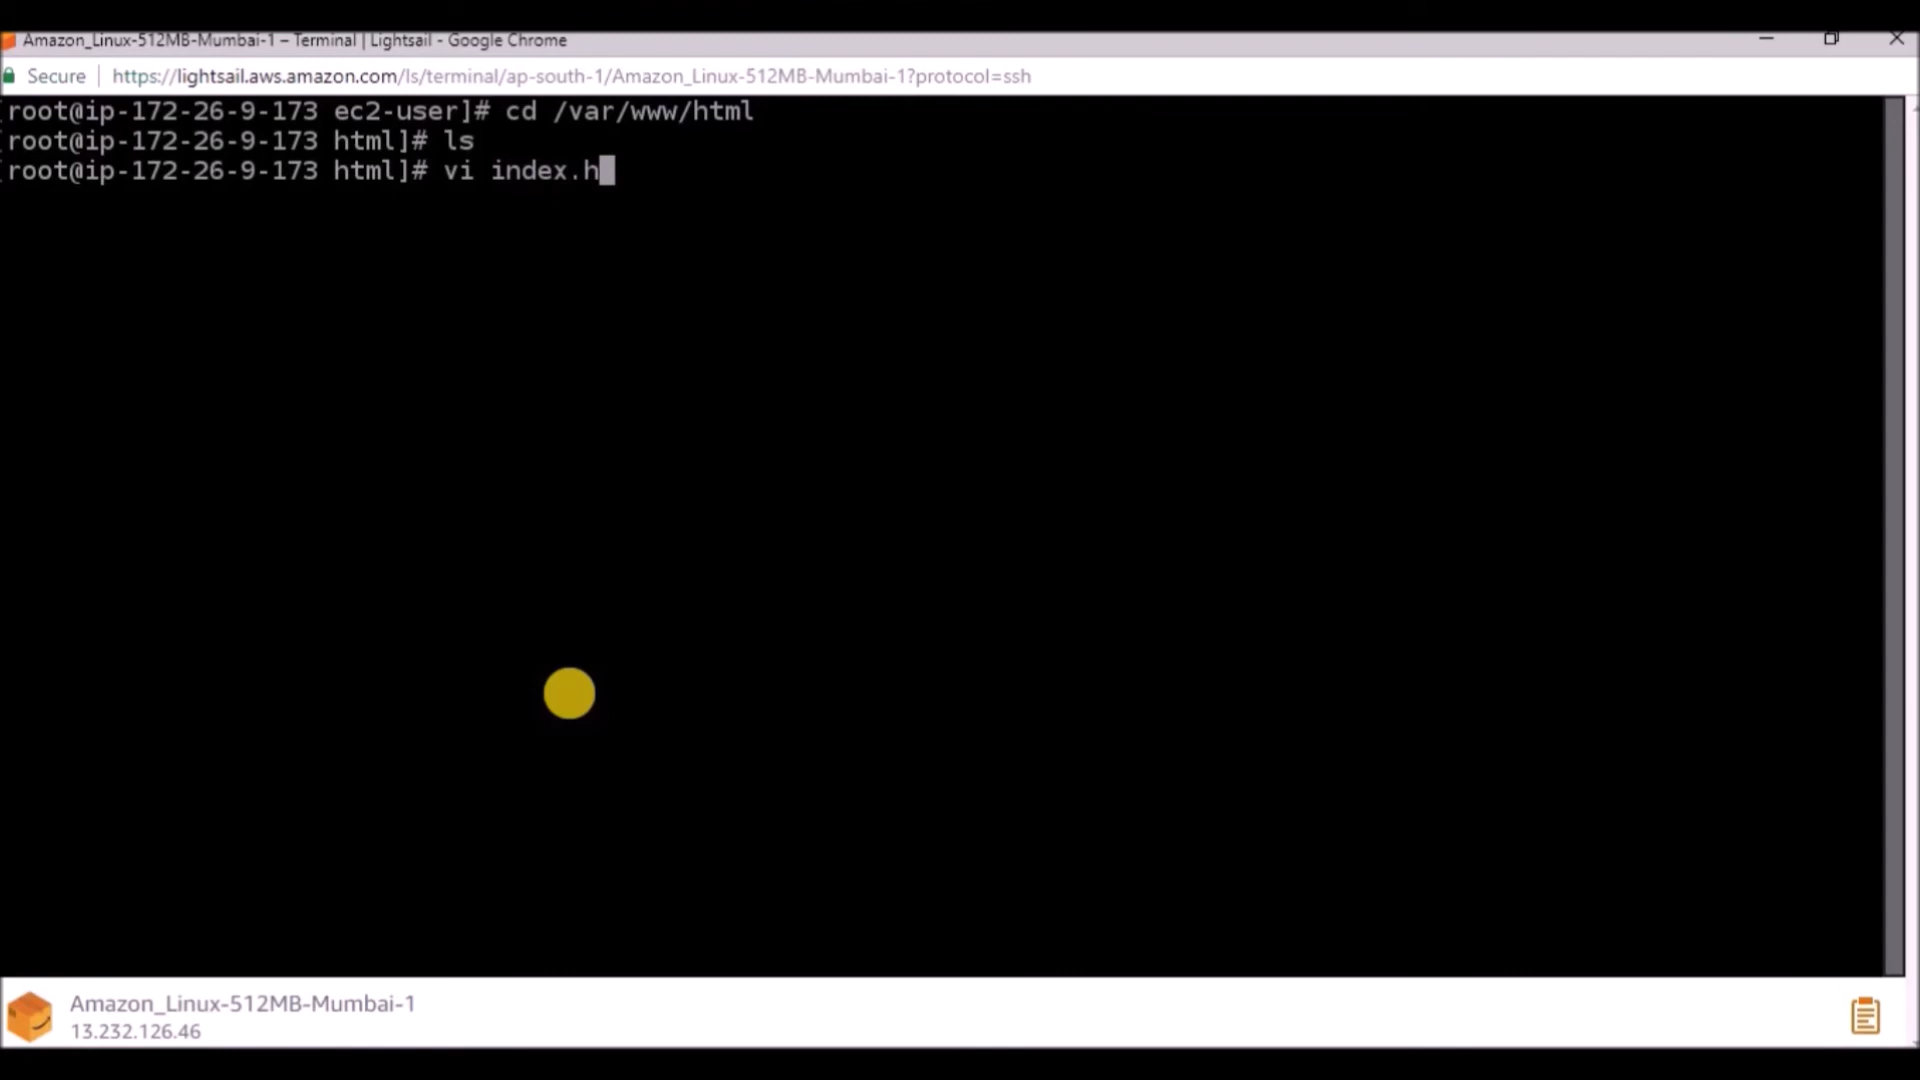 Amazon_Linux-512MB-Mumbai-1 – Terminal | Lightsail - Google Chrome
Secure | https://lightsail.aws.amazon.com/ls/terminal/ap-south-1/Amazon_Linux-512MB-Mumbai-1?protocol=ssh
[root@ip-172-26-9-173 ec2-user]# cd /var/www/html
[root@ip-172-26-9-173 html]# ls
[root@ip-172-26-9-173 html]# vi index.h
Amazon_Linux-512MB-Mumbai-1
13.232.126.46